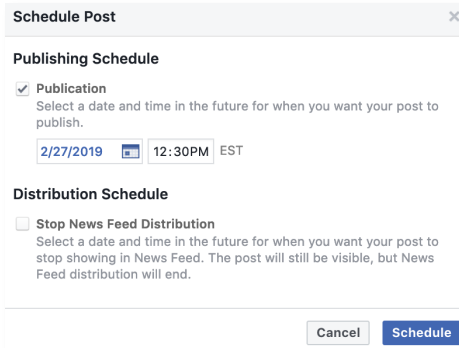 Schedule Post
Publishing Schedule
Publication
Select a date and time in the future for when you want your post to
publish.
2/27/2019 12:30PM EST
Distribution Schedule
Stop News Feed Distribution
Select a date and time in the future for when you want your post to
stop showing in News Feed. The post will still be visible, but News
Feed distribution will end.
Cancel Schedule